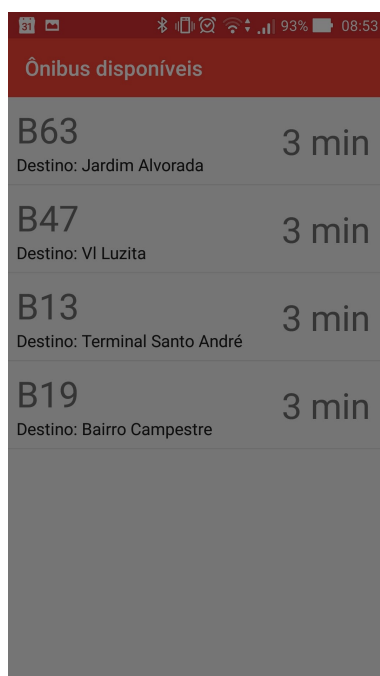 31 93% 08:53
Ônibus disponíveis
B63 3 min
Destino: Jardim Alvorada
B47 3 min
Destino: Vl Luzita
B13 3 min
Destino: Terminal Santo André
B19 3 min
Destino: Bairro Campestre